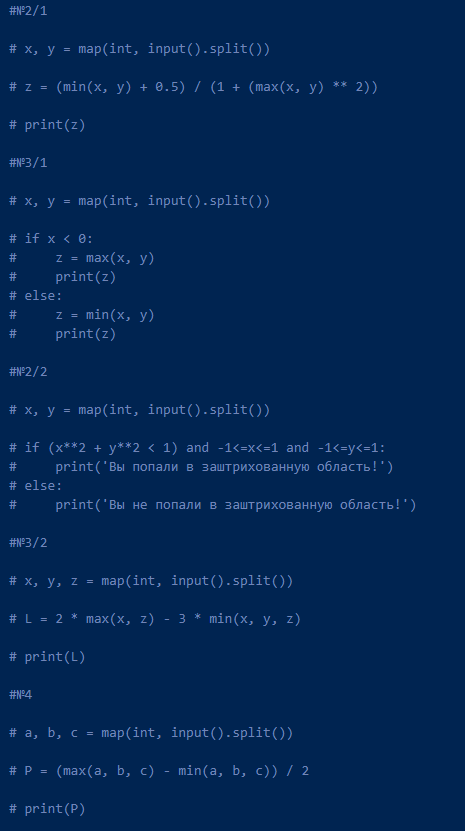 #№2/1
# x, y = map(int, input().split())
# z = (min(x, y) + 0.5) / (1 + (max(x, y) ** 2))
# print(z)
#№3/1
# x, y = map(int, input().split())
# if x < 0:
#     z = max(x, y)
#     print(z)
# else:
#     z = min(x, y)
#     print(z)
#№2/2
# x, y = map(int, input().split())
# if (x**2 + y**2 < 1) and -1<=x<=1 and -1<=y<=1:
#     print('Вы попали в заштрихованную область!')
# else:
#     print('Вы не попали в заштрихованную область!')
#№3/2
# x, y, z = map(int, input().split())
# L = 2 * max(x, z) - 3 * min(x, y, z)
# print(L)
#№4
# a, b, c = map(int, input().split())
# P = (max(a, b, c) - min(a, b, c)) / 2
# print(P)